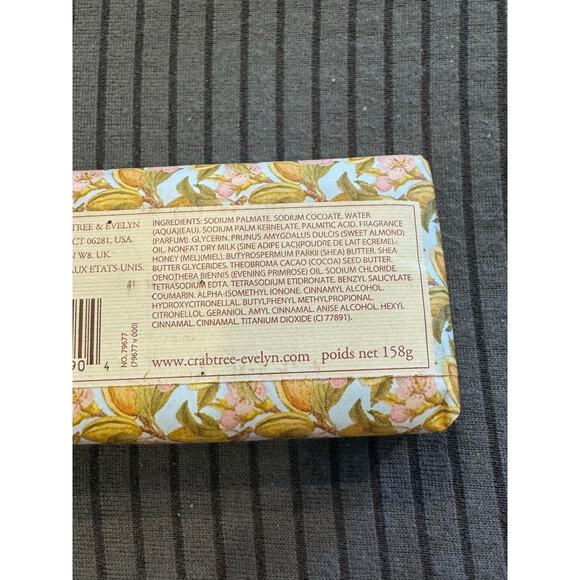 TREE & EVELYN
CT 06281, USA.
N W8. UK.
AUX ETATS-UNIS.
90 4
NO.79677
(79677 v 000)
INGREDIENTS: SODIUM PALMATE, SODIUM COCOATE, WATER
(AQUA)(EAU), SODIUM PALM KERNELATE, PALMITIC ACID, FRAGRANCE
(PARFUM), GLYCERIN, PRUNUS AMYGDALUS DULCIS (SWEET ALMOND)
OIL, NONFAT DRY MILK (SINE ADIPE LAC)(POUDRE DE LAIT ECREME),
HONEY (MEL)(MIEL), BUTYROSPERMUM PARKII (SHEA) BUTTER, SHEA
BUTTER GLYCERIDES, THEOBROMA CACAO (COCOA) SEED BUTTER,
OENOTHERA BIENNIS (EVENING PRIMROSE) OIL, SODIUM CHLORIDE,
TETRASODIUM EDTA, TETRASODIUM ETIDRONATE, BENZYL SALICYLATE,
COUMARIN, ALPHA-ISOMETHYL IONONE, CINNAMYL ALCOHOL,
HYDROXYCITRONELLAL, BUTYLPHENYL METHYLPROPIONAL,
CITRONELLOL, GERANIOL, AMYL CINNAMAL, ANISE ALCOHOL, HEXYL
CINNAMAL, CINNAMAL, TITANIUM DIOXIDE (CI 77891).
www.crabtree-evelyn.com poids net 158g